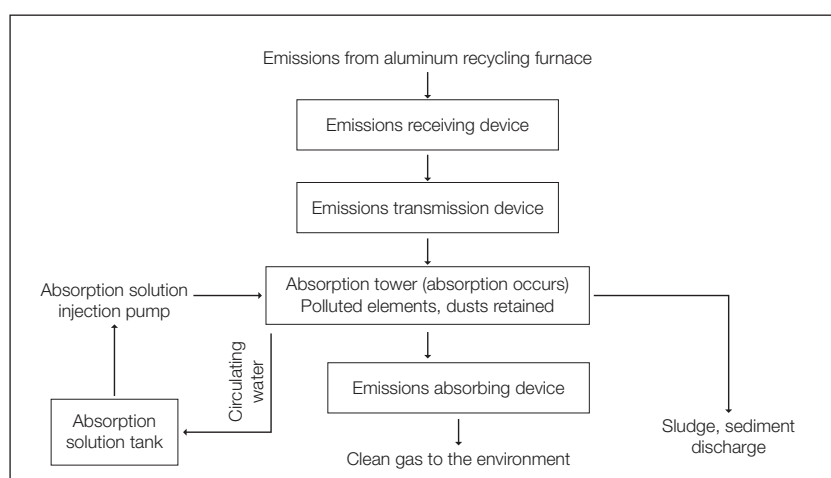 Emissions from aluminum recycling furnace
Emissions receiving device
Emissions transmission device
Absorption tower (absorption occurs)
Polluted elements, dusts retained
Absorption solution
injection pump
Circulating
water
Emissions absorbing device
Absorption
solution tank
Clean gas to the environment
Sludge, sediment
discharge